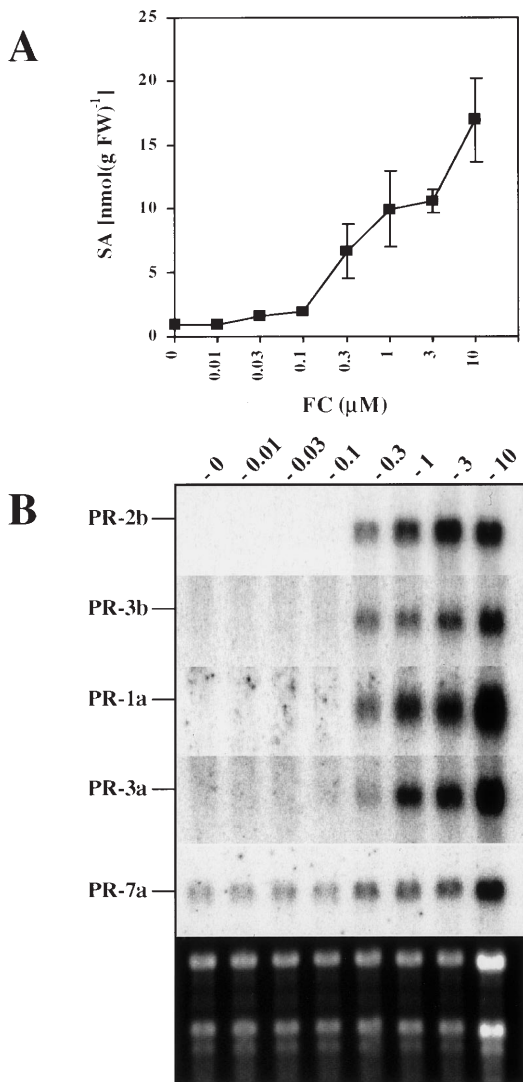 A
SA [nmol(g FW)⁻¹]
25
20
15
10
5
0
0 0.01 0.03 0.1 0.3 1 3 10
FC (μM)
- 0 - 0.01 - 0.03 - 0.1 - 0.3 - 1 - 3 - 10
B
PR-2b
PR-3b
PR-1a
PR-3a
PR-7a